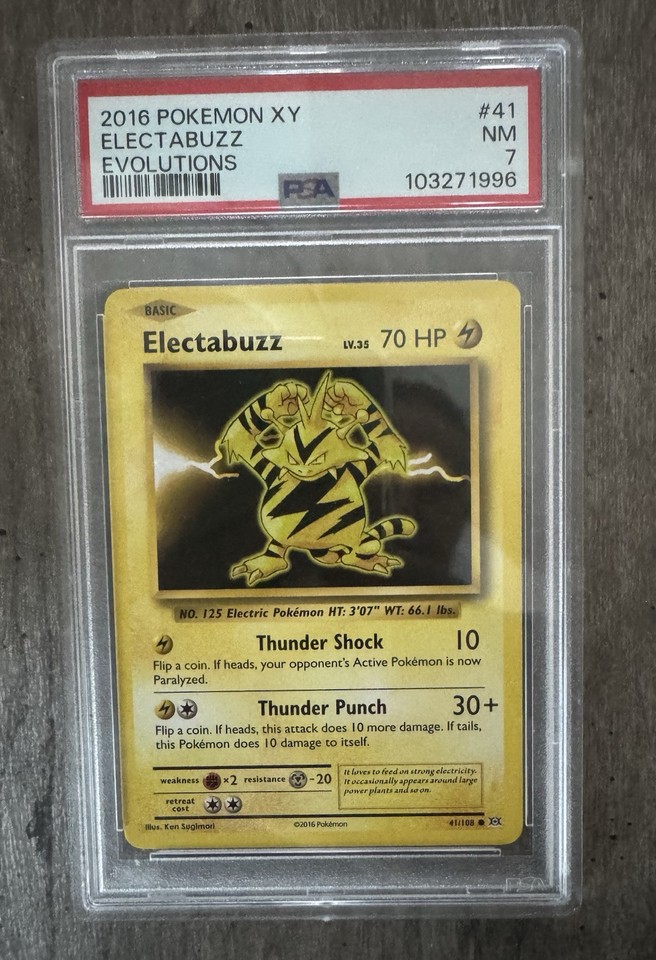 2016 POKEMON XY #41
ELECTABUZZ NM
EVOLUTIONS 7
PSA 103271996
BASIC
Electabuzz LV.35 70 HP
NO. 125 Electric Pokémon HT: 3'07" WT: 66.1 lbs.
Thunder Shock 10
Flip a coin. If heads, your opponent's Active Pokémon is now
Paralyzed.
Thunder Punch 30+
Flip a coin. If heads, this attack does 10 more damage. If tails,
this Pokémon does 10 damage to itself.
weakness ×2 resistance -20
retreat
cost
It loves to feed on strong electricity.
It occasionally appears around large
power plants and so on.
Illus. Ken Sugimori ©2016 Pokémon 41/108
PSA